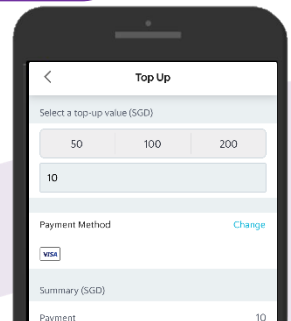 Top Up
Select a top-up value (SGD)
50 100 200
10
Payment Method Change
VISA
Summary (SGD)
Payment 10